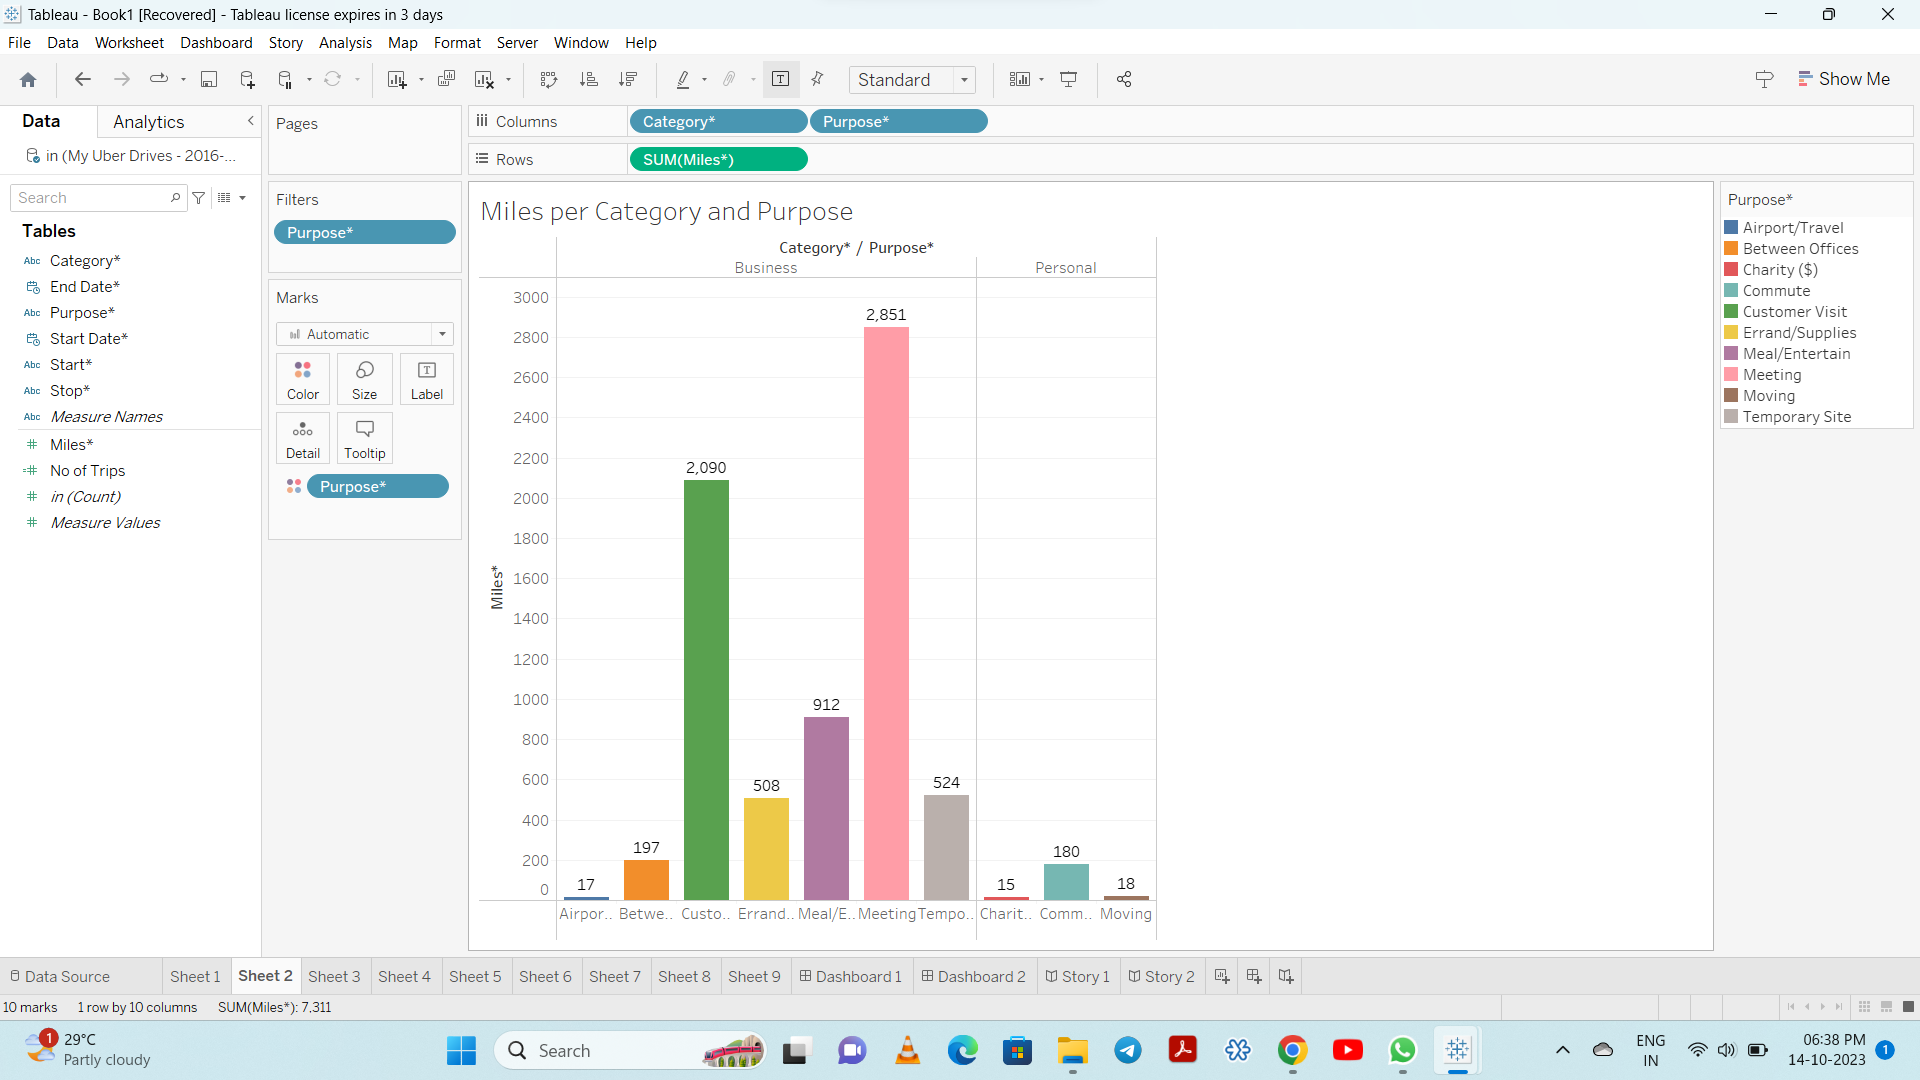 Tableau - Book1 [Recovered] - Tableau license expires in 3 days
File Data Worksheet Dashboard Story Analysis Map Format Server Window Help
Standard
Show Me
Data Analytics
in (My Uber Drives - 2016-...
Search
Tables
Abc Category*
End Date*
Abc Purpose*
Start Date*
Abc Start*
Abc Stop*
Abc Measure Names
Miles*
No of Trips
in (Count)
Measure Values
Pages
Filters
Purpose*
Marks
Automatic
Color Size Label
Detail Tooltip
Purpose*
Columns Category* Purpose*
Rows SUM(Miles*)
Miles per Category and Purpose
Category* / Purpose*
Business Personal
Miles*
3000
2800
2600
2400
2200
2000
1800
1600
1400
1200
1000
800
600
400
200
0
17 197 2,090 508 912 2,851 524 15 180 18
Airpor.. Betwe.. Custo.. Errand.. Meal/E.. Meeting Tempo.. Charit.. Comm.. Moving
Purpose*
Airport/Travel
Between Offices
Charity ($)
Commute
Customer Visit
Errand/Supplies
Meal/Entertain
Meeting
Moving
Temporary Site
Data Source Sheet 1 Sheet 2 Sheet 3 Sheet 4 Sheet 5 Sheet 6 Sheet 7 Sheet 8 Sheet 9 Dashboard 1 Dashboard 2 Story 1 Story 2
10 marks 1 row by 10 columns SUM(Miles*): 7,311
1
29°C
Partly cloudy
Search
ENG
IN
06:38 PM
14-10-2023
1